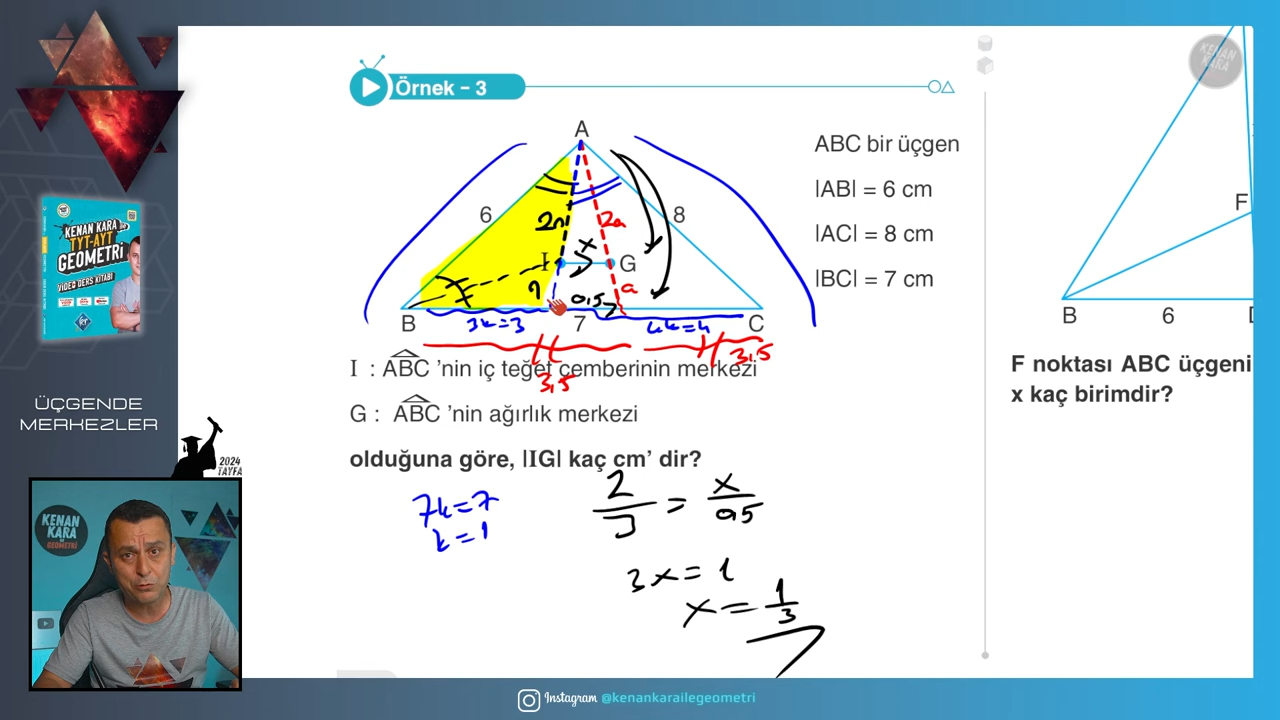 Örnek – 3
A
6
8
2n
2a
x
I
G
n
a
0,5
B
3k=3
7
4k=4
C
3,5
3,5
ABC bir üçgen
|AB| = 6 cm
|AC| = 8 cm
|BC| = 7 cm
I : ABC 'nin iç teğet çemberinin merkezi
G : ABC 'nin ağırlık merkezi
olduğuna göre, |IG| kaç cm' dir?
7k=7
k=1
2/3 = x/0,5
3x=1
x=1/3
KENAN KARA
F
B
6
F noktası ABC üçgeni
x kaç birimdir?
KENAN KARA
TYT-AYT
GEOMETRİ
VİDEO DERS KİTABI
ÜÇGENDE
MERKEZLER
2024
TAYFA
KENAN KARA
İLE
GEOMETRİ
Instagram @kenankarailegeometri